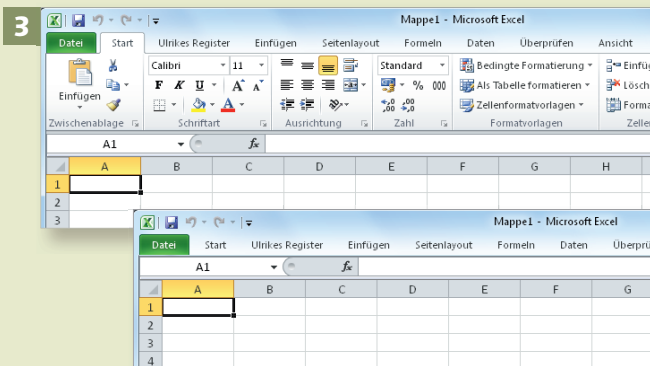 3
Mappe1 - Microsoft Excel
Datei Start Ulrikes Register Einfügen Seitenlayout Formeln Daten Überprüfen Ansicht
Calibri 11 Standard Bedingte Formatierung
F K U A A % 000 Als Tabelle formatieren
Einfügen A Zellenformatvorlagen
Zwischenablage Schriftart Ausrichtung Zahl Formatvorlagen
A1 fx
A B C D E F G H
1
2
3
Mappe1 - Microsoft Excel
Datei Start Ulrikes Register Einfügen Seitenlayout Formeln Daten
A1 fx
A B C D E F G
1
2
3
4